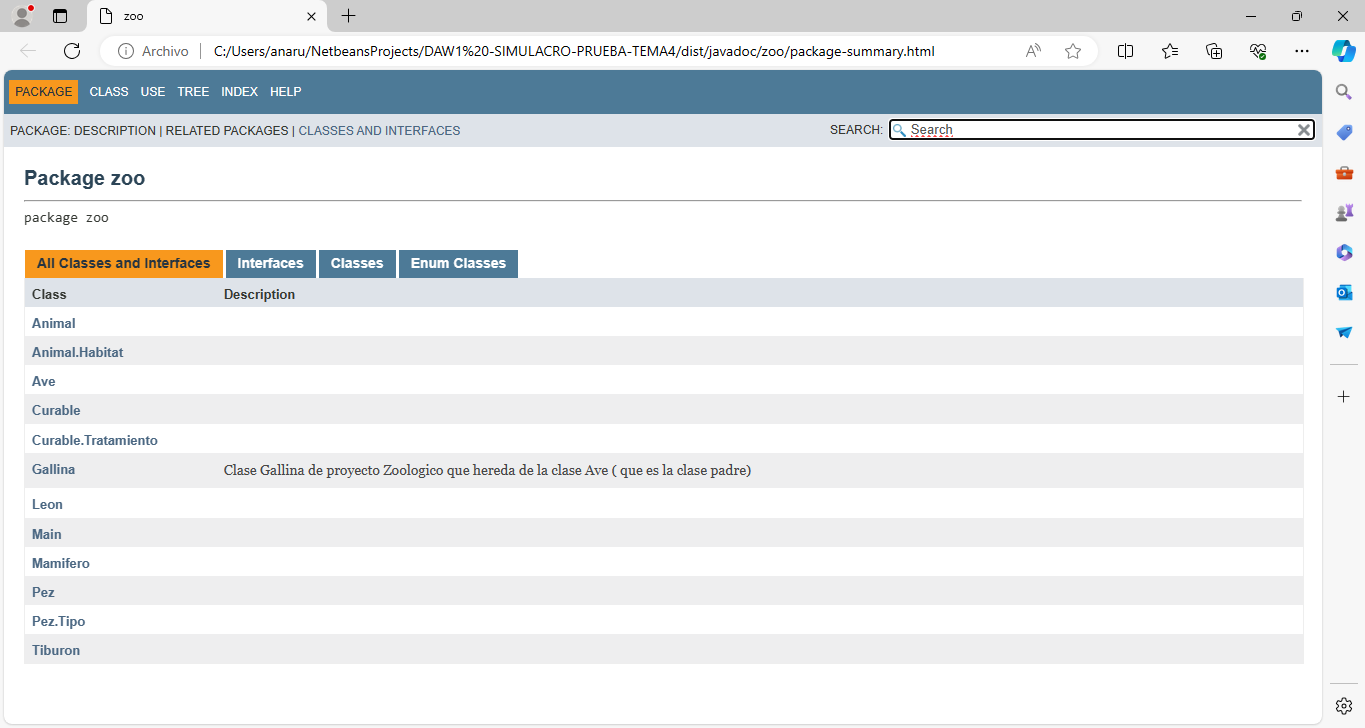 zoo
Archivo C:/Users/anaru/NetbeansProjects/DAW1%20-SIMULACRO-PRUEBA-TEMA4/dist/javadoc/zoo/package-summary.html
PACKAGE CLASS USE TREE INDEX HELP
PACKAGE: DESCRIPTION | RELATED PACKAGES | CLASSES AND INTERFACES SEARCH: Search
Package zoo
package zoo
All Classes and Interfaces Interfaces Classes Enum Classes
Class Description
Animal
Animal.Habitat
Ave
Curable
Curable.Tratamiento
Gallina Clase Gallina de proyecto Zoologico que hereda de la clase Ave ( que es la clase padre)
Leon
Main
Mamifero
Pez
Pez.Tipo
Tiburon